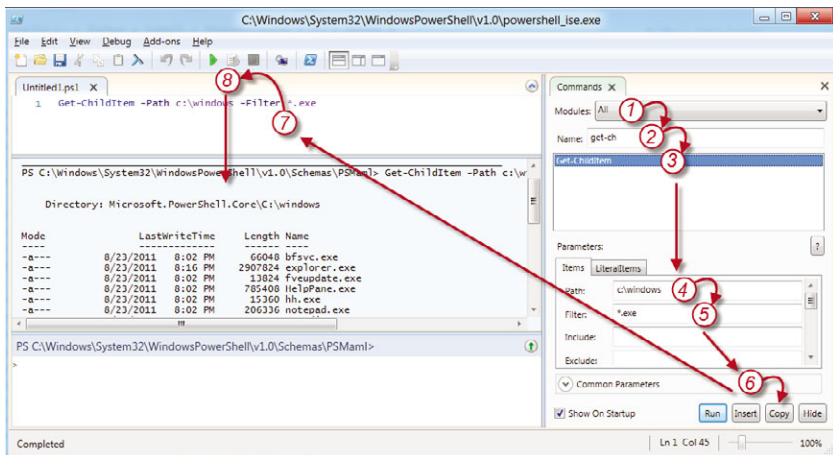 C:\Windows\System32\WindowsPowerShell\v1.0\powershell_ise.exe
File Edit View Debug Add-ons Help
Untitled1.ps1 X
8
1 Get-ChildItem -Path c:\windows -Filter *.exe
7
PS C:\Windows\System32\WindowsPowerShell\v1.0\Schemas\PSMaml> Get-ChildItem -Path c:\w
Directory: Microsoft.PowerShell.Core\C:\windows
Mode LastWriteTime Length Name
---- ------------- ------ ----
-a--- 8/23/2011 8:02 PM 66048 bfsvc.exe
-a--- 8/23/2011 8:16 PM 2907824 explorer.exe
-a--- 8/23/2011 8:02 PM 13824 fveupdate.exe
-a--- 8/23/2011 8:02 PM 785408 HelpPane.exe
-a--- 8/23/2011 8:02 PM 15360 hh.exe
-a--- 8/23/2011 8:02 PM 206336 notepad.exe
PS C:\Windows\System32\WindowsPowerShell\v1.0\Schemas\PSMaml>
>
Commands X
Modules: All 1
Name: get-ch 2
Get-ChildItem 3
Parameters: ?
Items LiteralItems
Path: c:\windows 4
Filter: *.exe 5
Include:
Exclude:
6
Common Parameters
Show On Startup Run Insert Copy Hide
Completed Ln 1 Col 45 100%